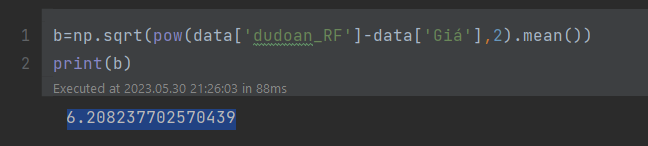 1 b=np.sqrt(pow(data['dudoan_RF']-data['Giá'],2).mean())
2 print(b)
Executed at 2023.05.30 21:26:03 in 88ms
6.208237702570439